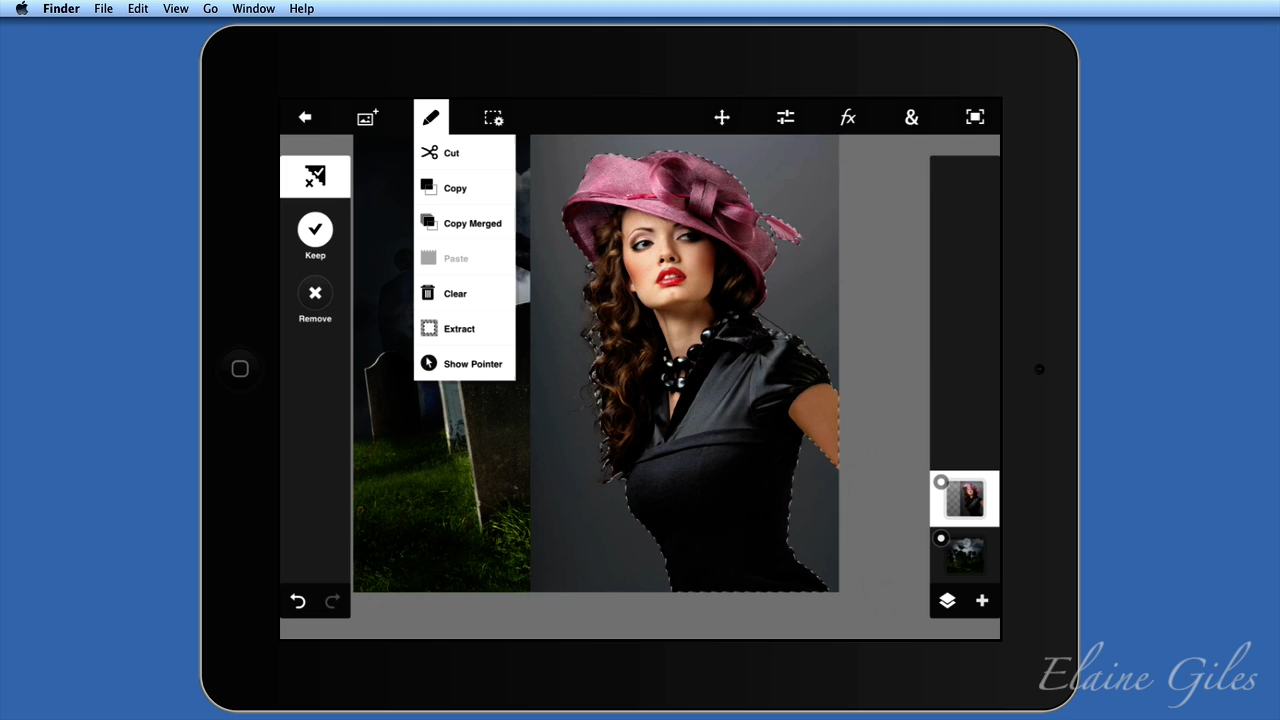 Finder File Edit View Go Window Help
fx &
Cut
Copy
Copy Merged
Paste
Clear
Extract
Show Pointer
Keep
Remove
Elaine Giles